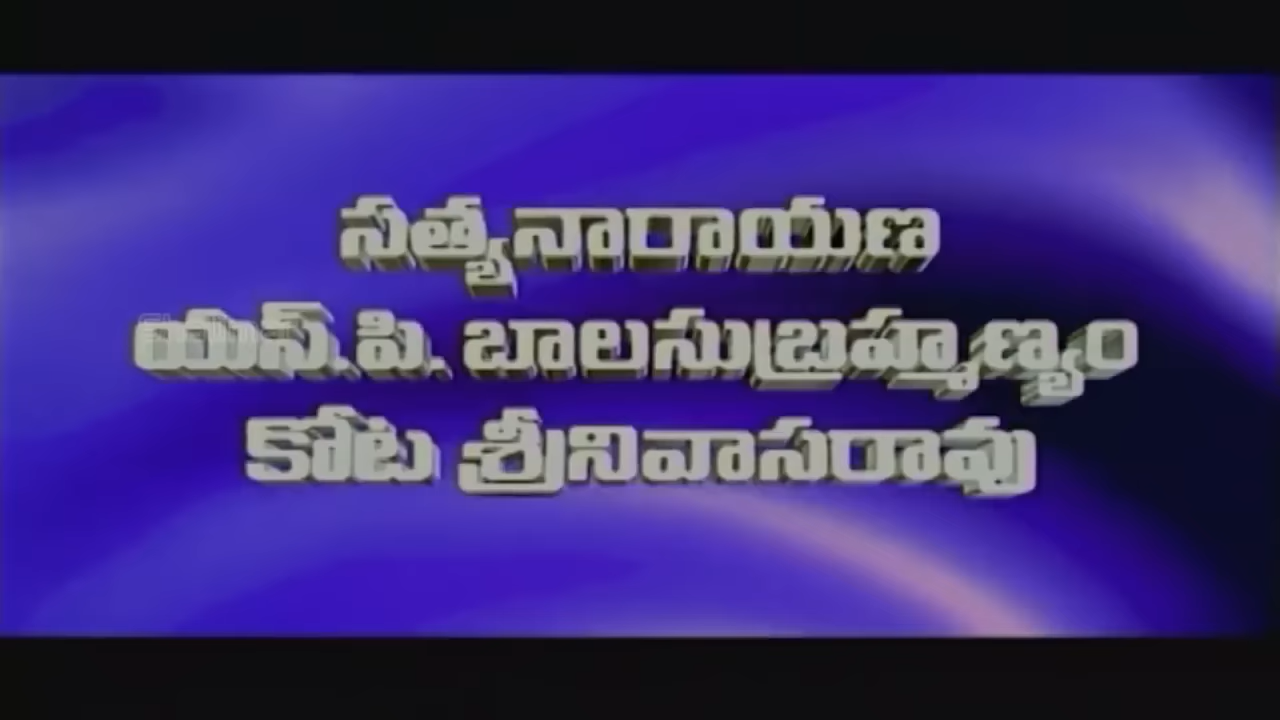 సత్యనారాయణ
యస్.పి. బాలసుబ్రహ్మణ్యం
కోట శ్రీనివాసరావు